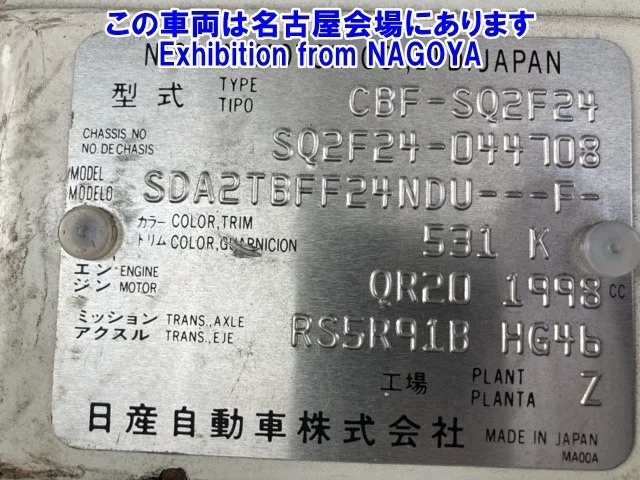 この車両は名古屋会場にあります
Exhibition from NAGOYA
JAPAN
型式 TYPE TIPO CBF-SQ2F24
CHASSIS NO
NO.DE CHASIS SQ2F24-044708
MODEL
MODELO SDA2TBFF24NDU---F-
カラー COLOR,TRIM
トリム COLOR,GUARNICION 531 K
エン ENGINE
ジン MOTOR QR20 1998 CC
ミッション TRANS.,AXLE
アクスル TRANS.,EJE RS5R91B HG46
工場 PLANT
PLANTA Z
日産自動車株式会社 MADE IN JAPAN
MA00A